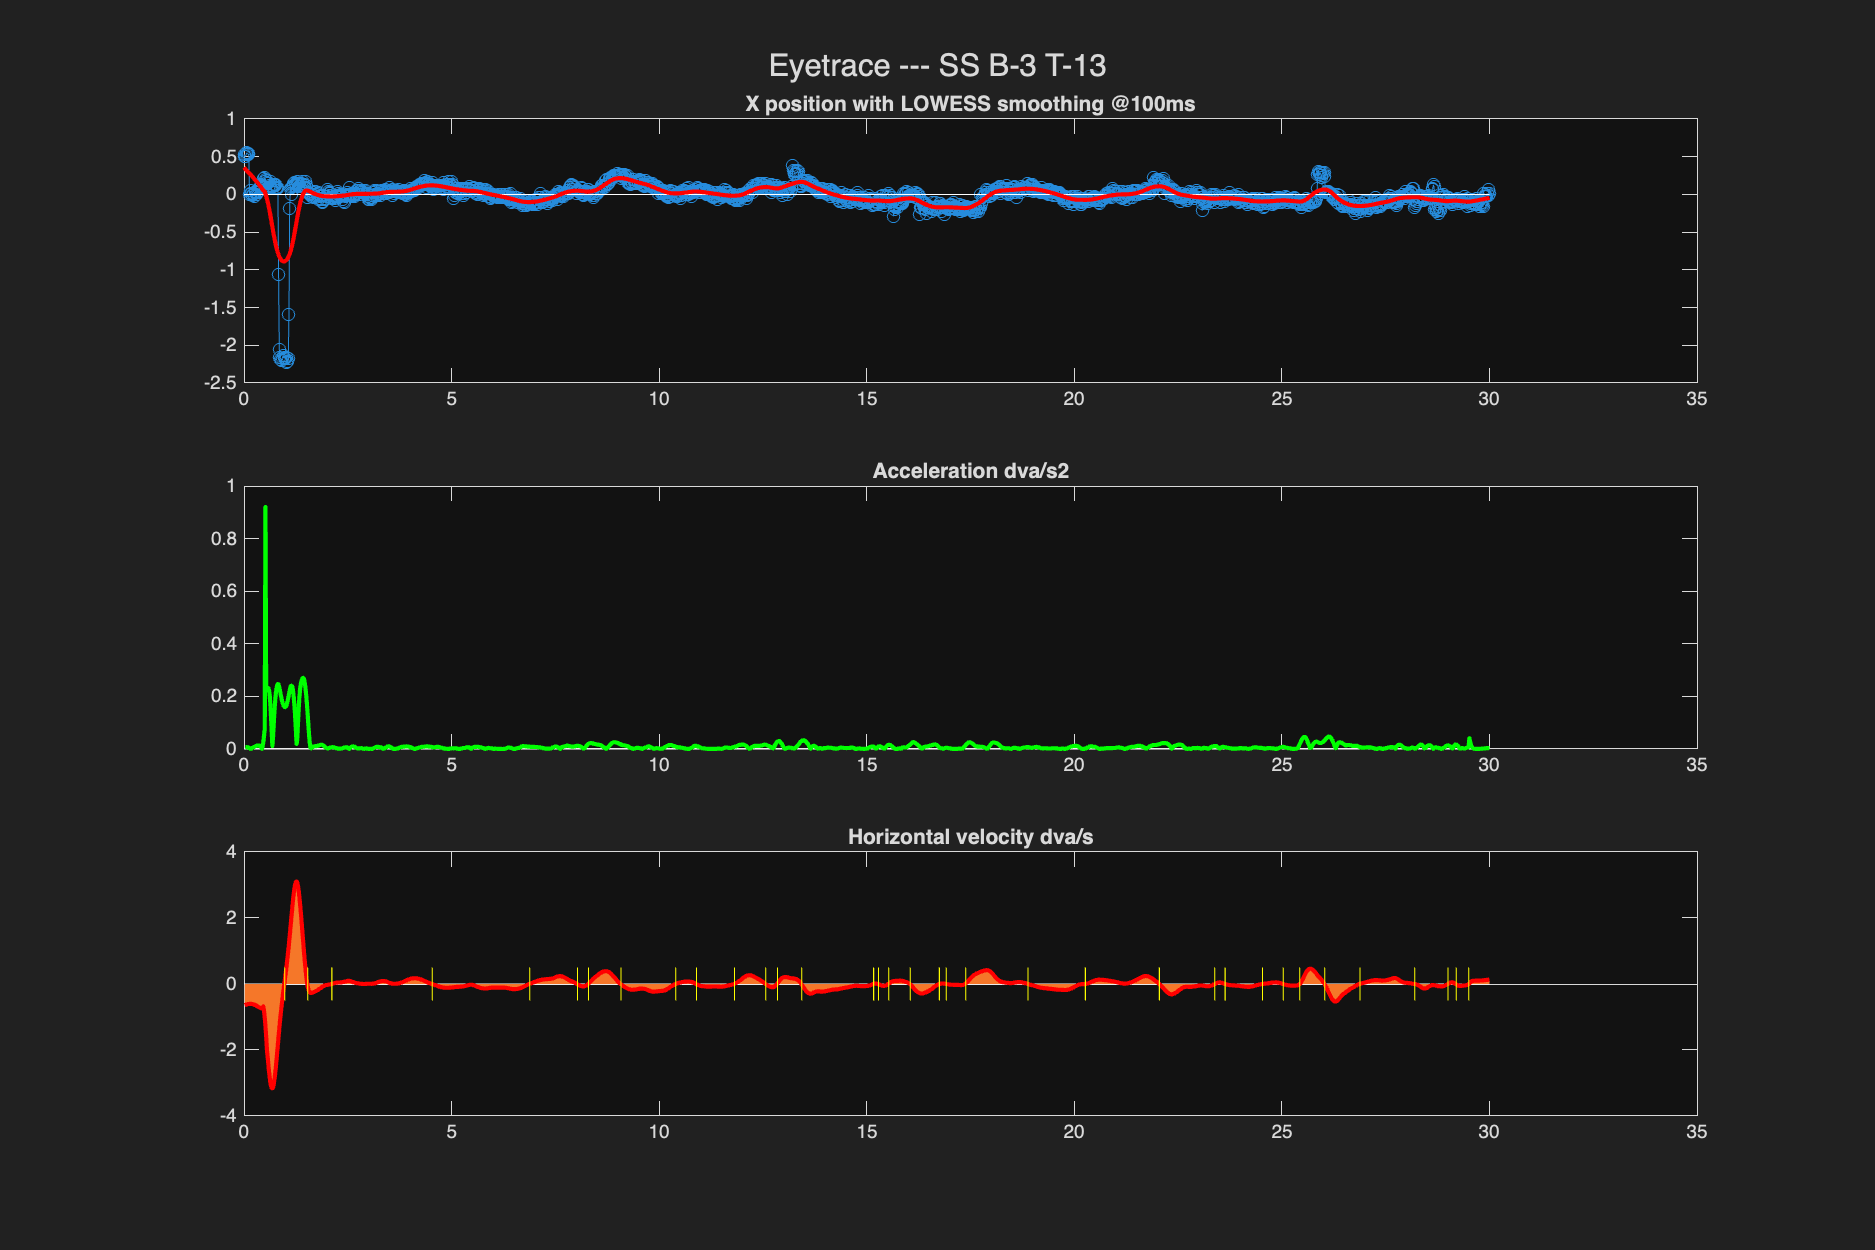 Eyetrace --- SS B-3 T-13
X position with LOWESS smoothing @100ms
1
0.5
0
-0.5
-1
-1.5
-2
-2.5
0 5 10 15 20 25 30 35
Acceleration dva/s2
1
0.8
0.6
0.4
0.2
0
0 5 10 15 20 25 30 35
Horizontal velocity dva/s
4
2
0
-2
-4
0 5 10 15 20 25 30 35